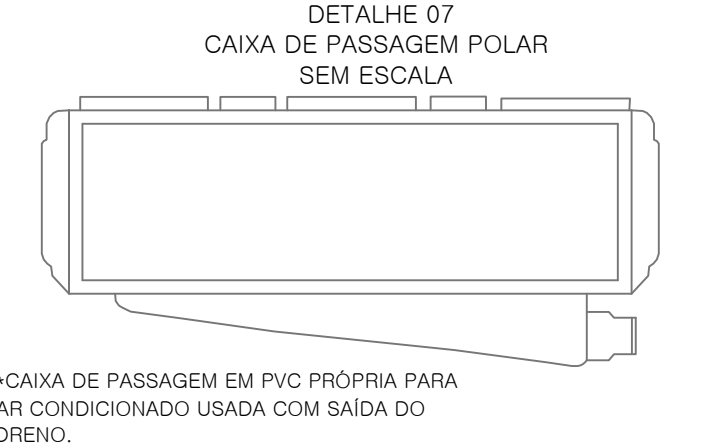 DETALHE 07
CAIXA DE PASSAGEM POLAR
SEM ESCALA
*CAIXA DE PASSAGEM EM PVC PRÓPRIA PARA
AR CONDICIONADO USADA COM SAÍDA DO
DRENO.